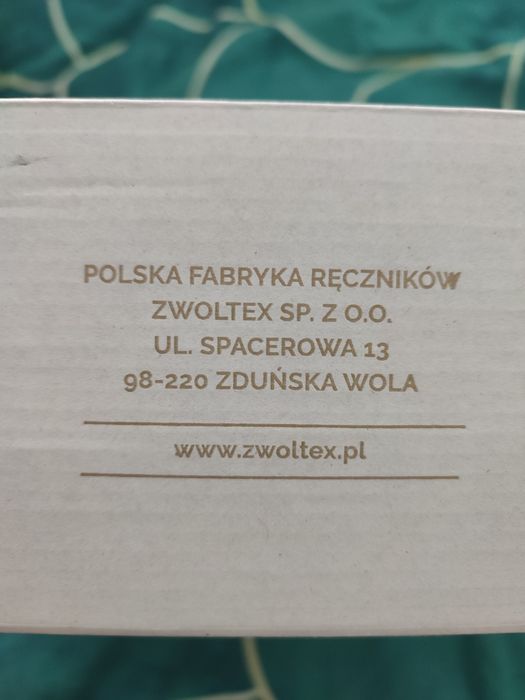 POLSKA FABRYKA RĘCZNIKÓW
ZWOLTEX SP. Z O.O.
UL. SPACEROWA 13
98-220 ZDUŃSKA WOLA
www.zwoltex.pl